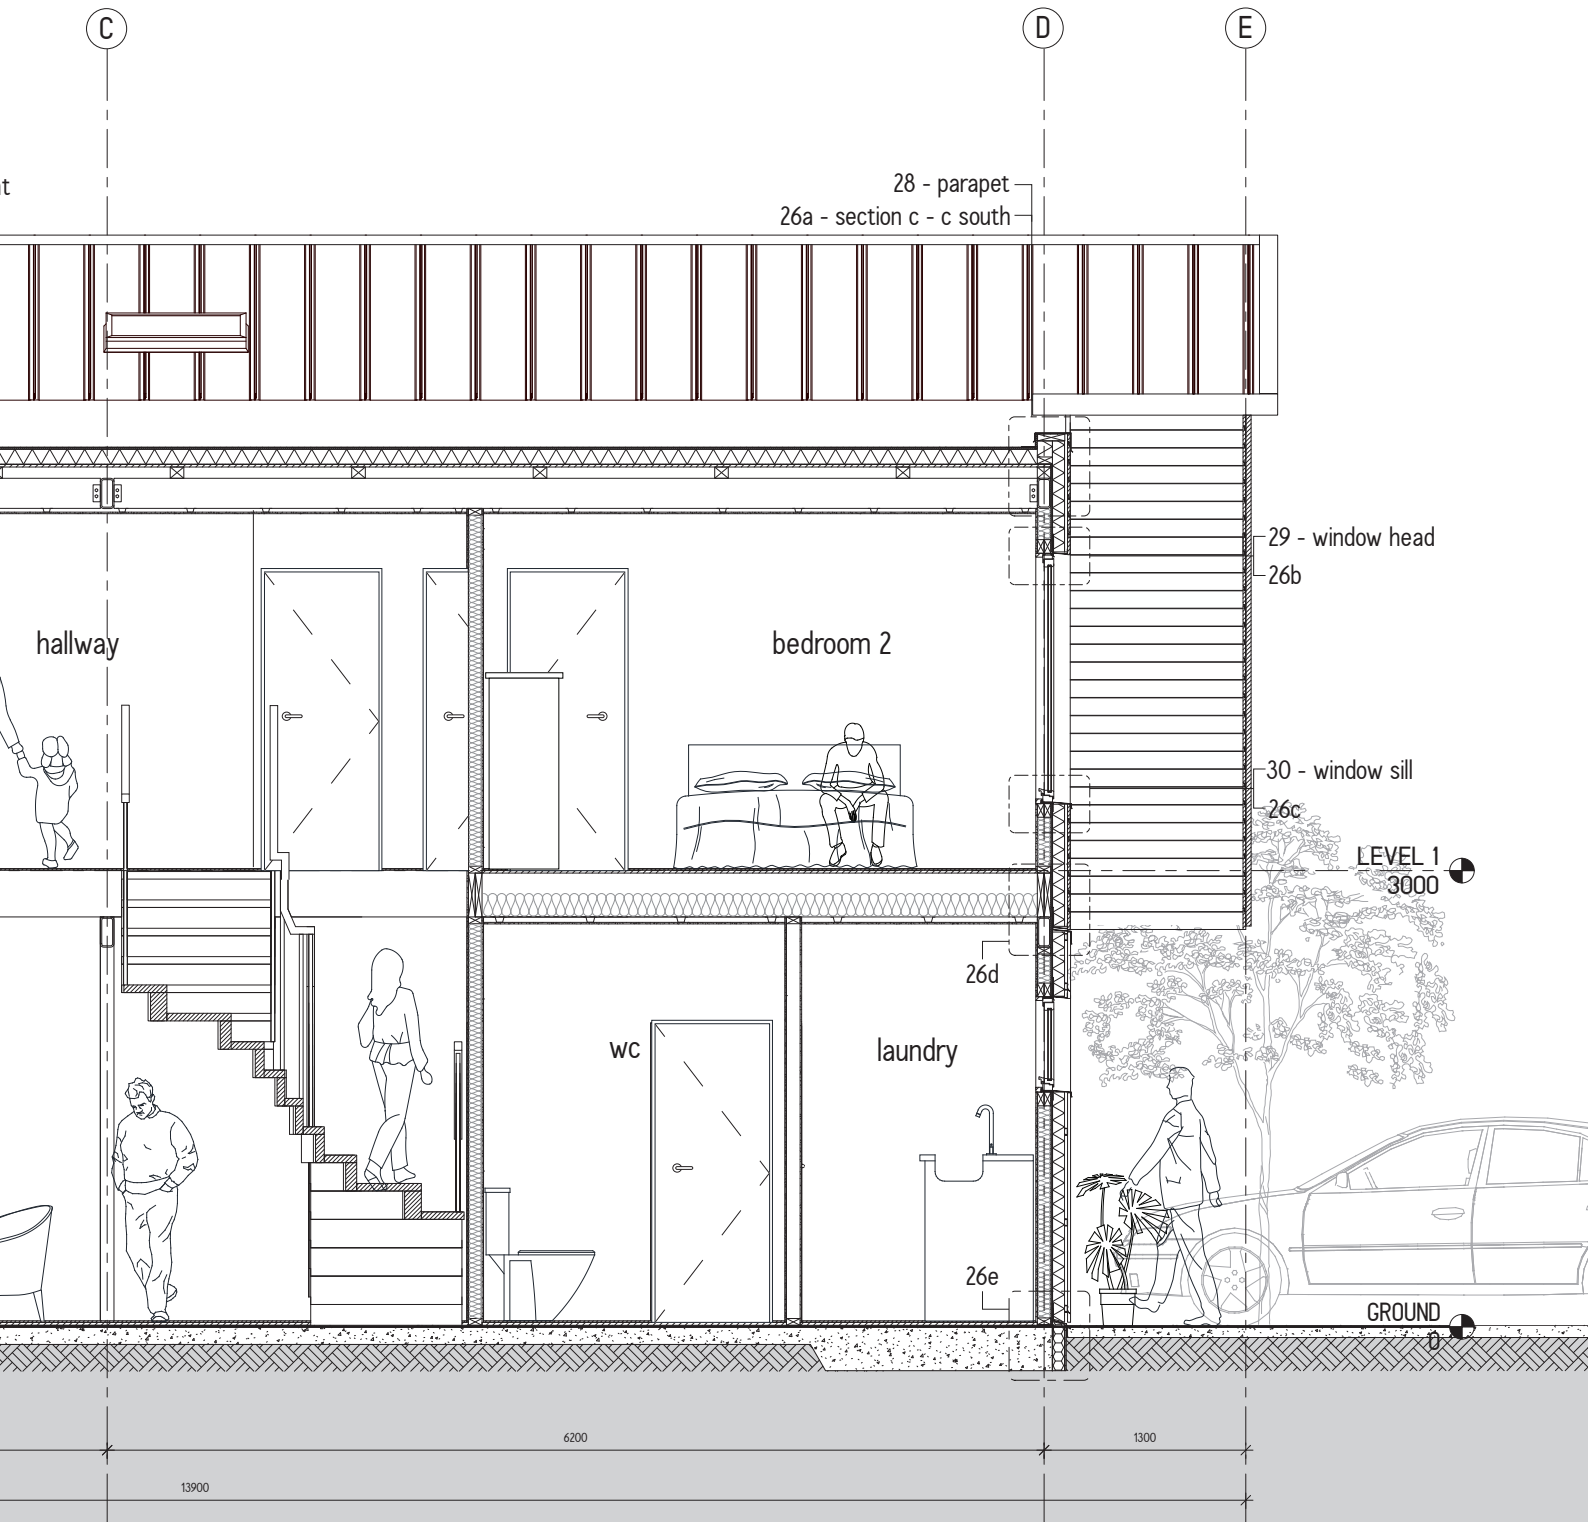 C
D
E
28 - parapet
26a - section c - c south
29 - window head
26b
hallway
bedroom 2
30 - window sill
26c
LEVEL 1
3000
26d
wc
laundry
26e
GROUND
0
6200
1300
13900